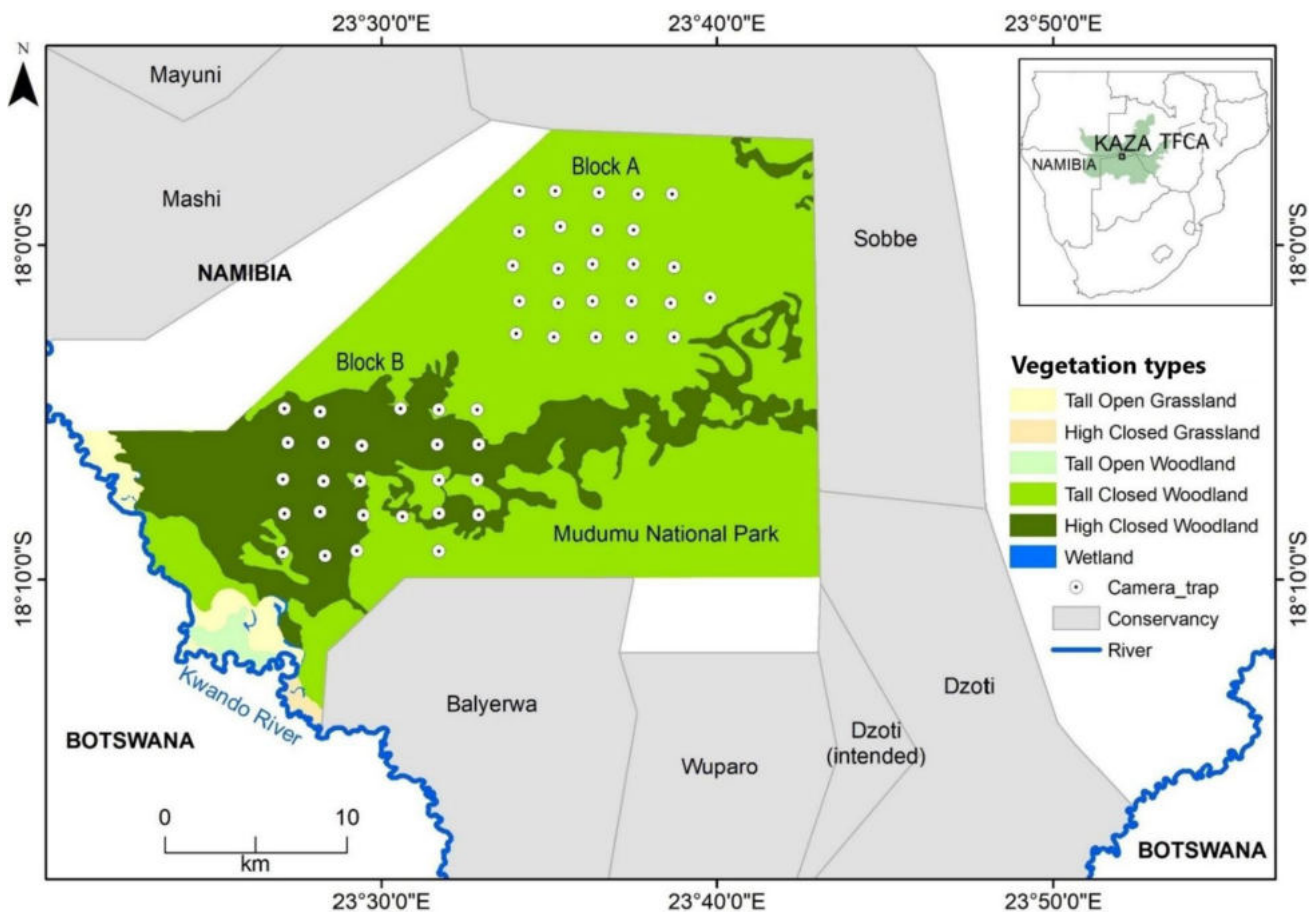 23°30'0"E
23°40'0"E
23°50'0"E
N
Mayuni
Mashi
NAMIBIA
Block A
Sobbe
KAZA TFCA
NAMIBIA
18°0'0"S
18°0'0"S
Block B
Mudumu National Park
Vegetation types
Tall Open Grassland
High Closed Grassland
Tall Open Woodland
Tall Closed Woodland
High Closed Woodland
Wetland
Camera_trap
Conservancy
River
18°10'0"S
18°10'0"S
Kwando River
BOTSWANA
Balyerwa
Wuparo
Dzoti
(intended)
Dzoti
BOTSWANA
0 10
km
23°30'0"E
23°40'0"E
23°50'0"E